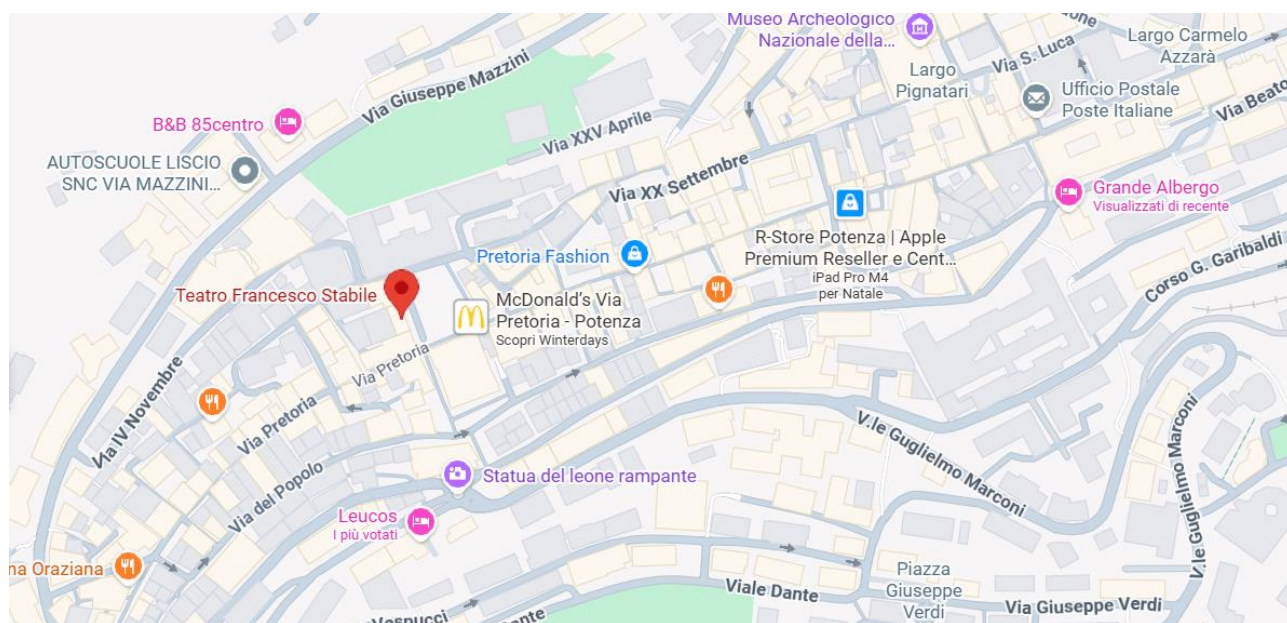 Museo Archeologico
Nazionale della...
Largo Carmelo
Azzarà
Via S. Luca
Largo
Pignatari
Ufficio Postale
Poste Italiane
Via Beato
Via Giuseppe Mazzini
B&B 85centro
Via XXV Aprile
AUTOSCUOLE LISCIO
SNC VIA MAZZINI...
Via XX Settembre
Grande Albergo
Visualizzati di recente
R-Store Potenza | Apple
Premium Reseller e Cent...
iPad Pro M4
per Natale
Pretoria Fashion
Corso G. Garibaldi
Teatro Francesco Stabile
McDonald's Via
Pretoria - Potenza
Scopri Winterdays
Via Pretoria
Via IV Novembre
Via Pretoria
V.le Guglielmo Marconi
V.le Guglielmo Marconi
Statua del leone rampante
Via del Popolo
Leucos
I più votati
na Oraziana
Piazza
Giuseppe
Verdi
Viale Dante
Via Giuseppe Verdi
Vespucci
Dante